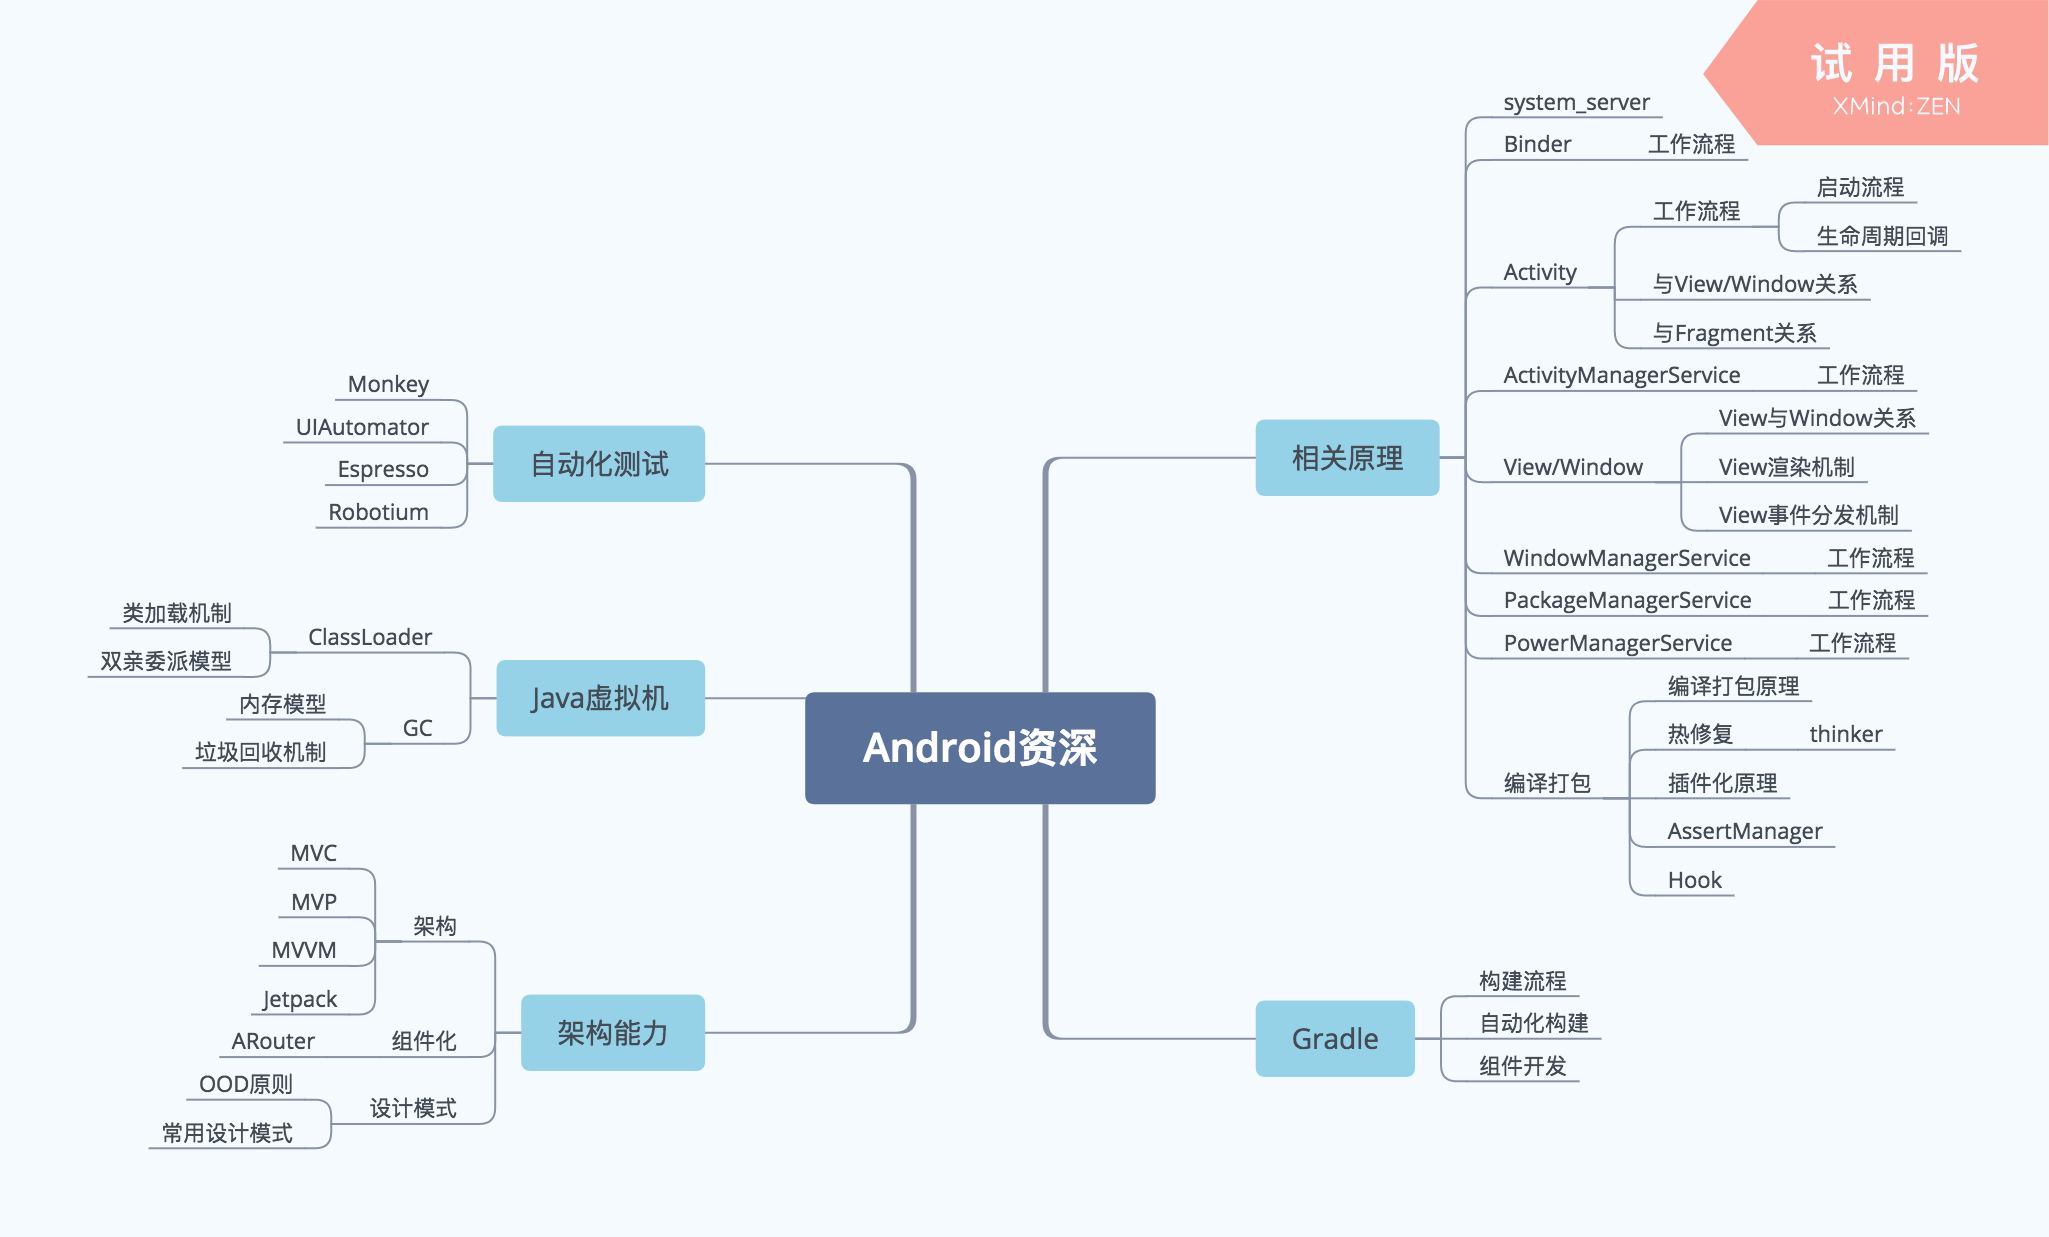 试用版
XMind:ZEN
Android资深
相关原理
system_server
Binder
工作流程
Activity
工作流程
启动流程
生命周期回调
与View/Window关系
与Fragment关系
ActivityManagerService
工作流程
View/Window
View与Window关系
View渲染机制
View事件分发机制
WindowManagerService
工作流程
PackageManagerService
工作流程
PowerManagerService
工作流程
编译打包
编译打包原理
热修复
thinker
插件化原理
AssertManager
Hook
Gradle
构建流程
自动化构建
组件开发
自动化测试
Monkey
UIAutomator
Espresso
Robotium
Java虚拟机
ClassLoader
类加载机制
双亲委派模型
GC
内存模型
垃圾回收机制
架构能力
架构
MVC
MVP
MVVM
Jetpack
组件化
ARouter
设计模式
OOD原则
常用设计模式